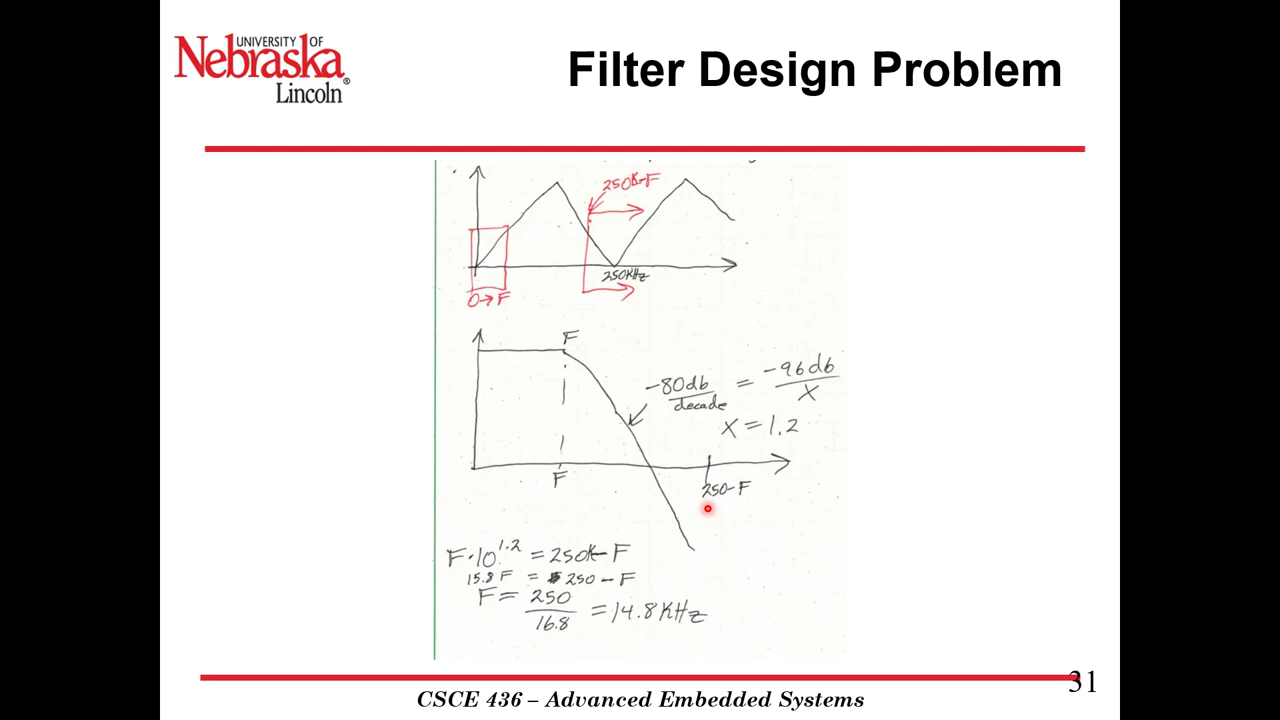 UNIVERSITY OF
Nebraska®
Lincoln
Filter Design Problem
250K-F
250KHz
0→F
F
-80db/decade = -96db/X
X = 1.2
F
250-F
F·10^1.2 = 250K-F
15.8F = 250-F
F = 250/16.8 = 14.8KHz
CSCE 436 – Advanced Embedded Systems
31